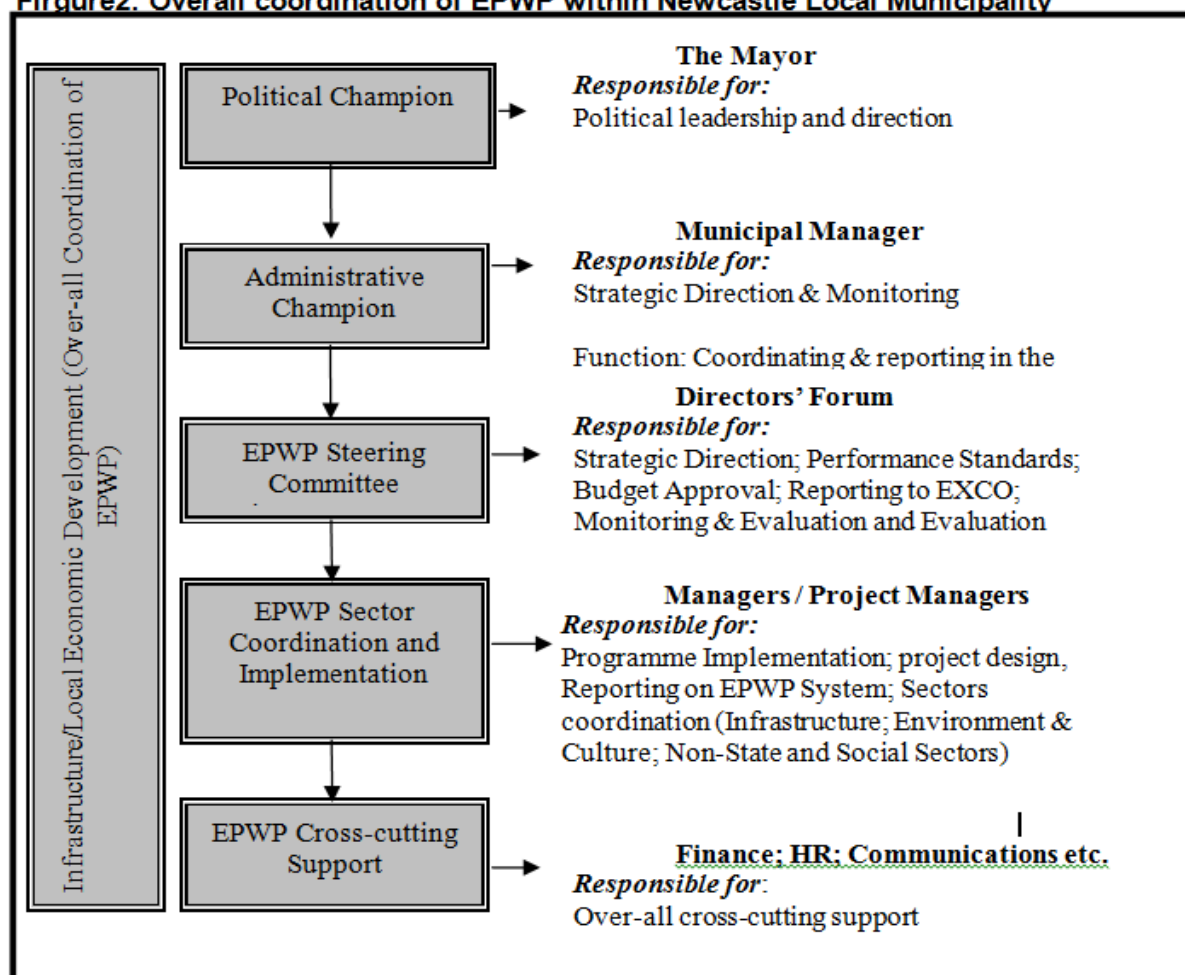 Firgure2: Overall coordination of EPWP within Newcastle Local Municipality
Infrastructure/Local Economic Development (Over-all Coordination of
EPWP)
Political Champion
The Mayor
Responsible for:
Political leadership and direction
Administrative
Champion
Municipal Manager
Responsible for:
Strategic Direction & Monitoring
Function: Coordinating & reporting in the
EPWP Steering
Committee
.
Directors’ Forum
Responsible for:
Strategic Direction; Performance Standards;
Budget Approval; Reporting to EXCO;
Monitoring & Evaluation and Evaluation
EPWP Sector
Coordination and
Implementation
Managers / Project Managers
Responsible for:
Programme Implementation; project design,
Reporting on EPWP System; Sectors
coordination (Infrastructure; Environment &
Culture; Non-State and Social Sectors)
EPWP Cross-cutting
Support
Finance; HR; Communications etc.
Responsible for:
Over-all cross-cutting support